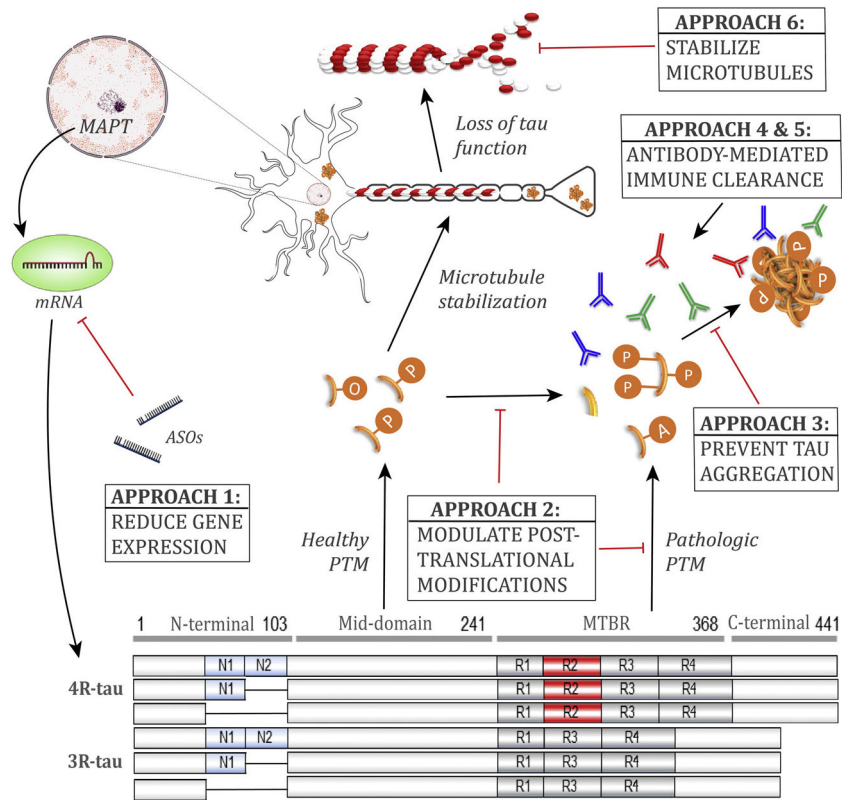 APPROACH 6:
STABILIZE
MICROTUBULES
MAPT
Loss of tau
function
APPROACH 4 & 5:
ANTIBODY-MEDIATED
IMMUNE CLEARANCE
mRNA
Microtubule
stabilization
P
P
P
O
P
P
P
P
P
A
ASOs
APPROACH 3:
PREVENT TAU
AGGREGATION
APPROACH 1:
REDUCE GENE
EXPRESSION
APPROACH 2:
MODULATE POST-
TRANSLATIONAL
MODIFICATIONS
Healthy
PTM
Pathologic
PTM
1 N-terminal 103 Mid-domain 241 MTBR 368 C-terminal 441
N1 N2 R1 R2 R3 R4
4R-tau N1 R1 R2 R3 R4
R1 R2 R3 R4
N1 N2 R1 R3 R4
3R-tau N1 R1 R3 R4
R1 R3 R4